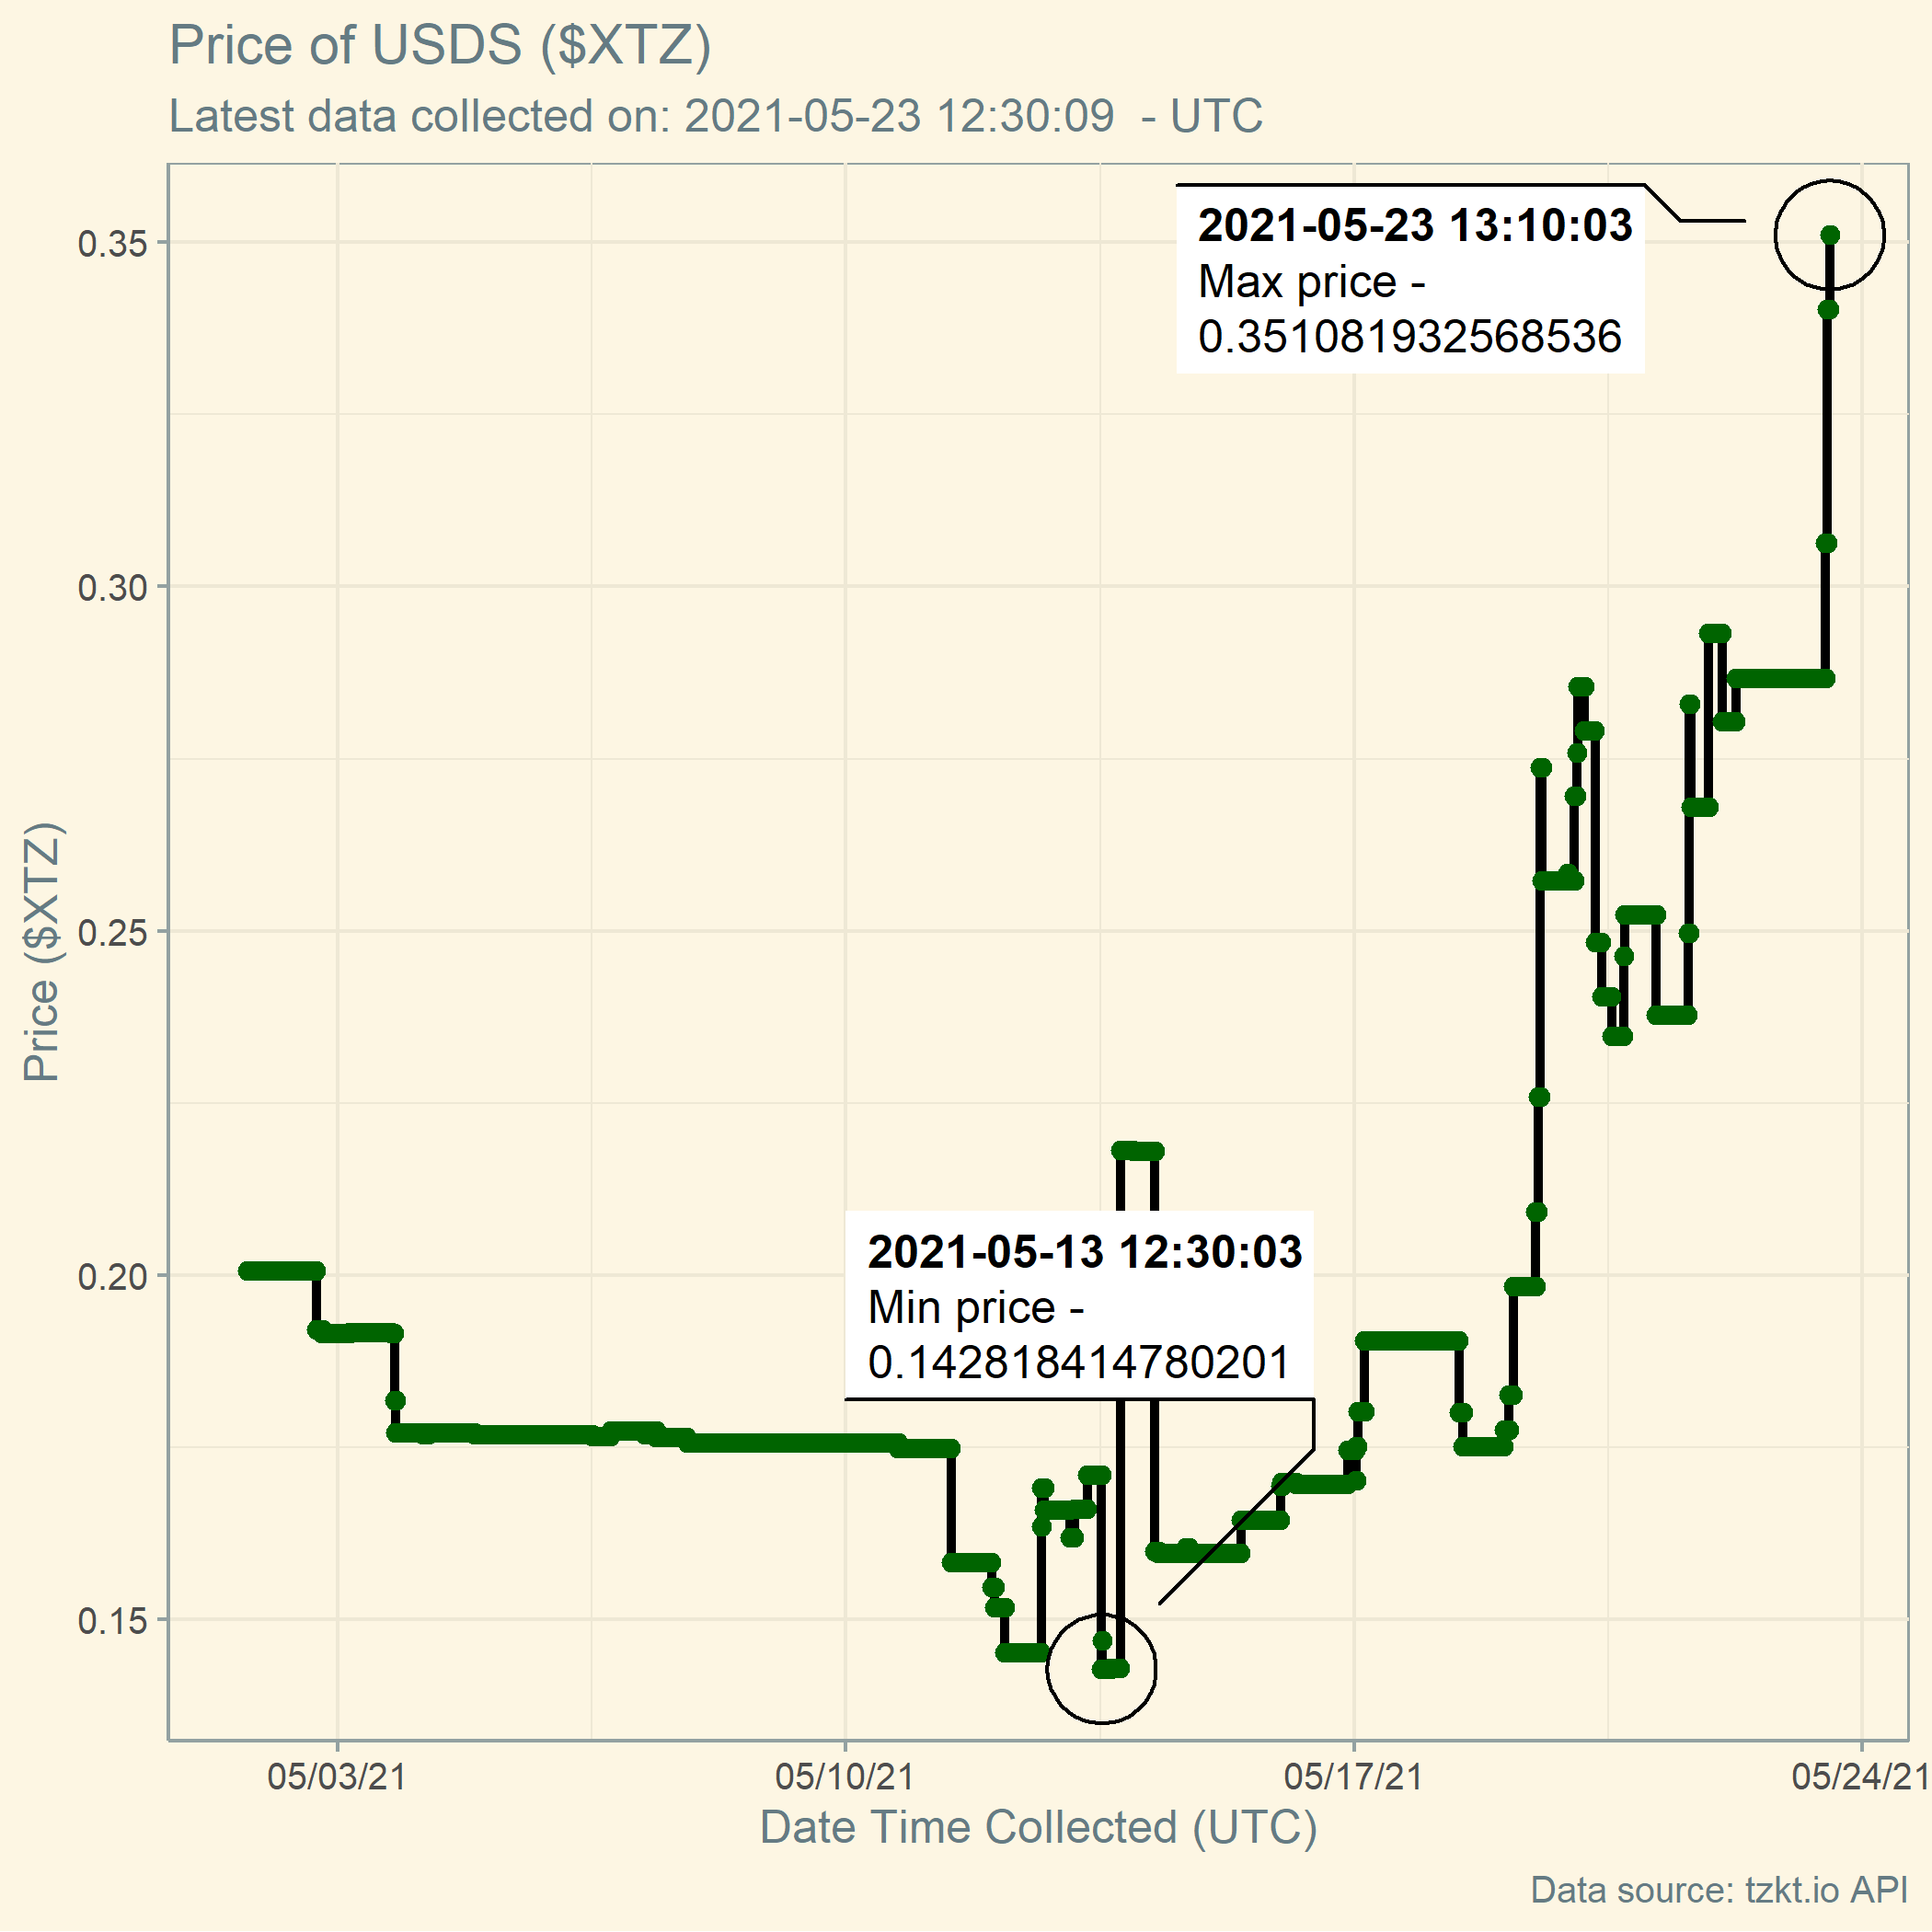 Price of USDS ($XTZ)
Latest data collected on: 2021-05-23 12:30:09  - UTC
2021-05-23 13:10:03
Max price -
0.351081932568536
0.35
0.30
0.25
0.20
0.15
Price ($XTZ)
2021-05-13 12:30:03
Min price -
0.142818414780201
05/03/21
05/10/21
05/17/21
05/24/21
Date Time Collected (UTC)
Data source: tzkt.io API